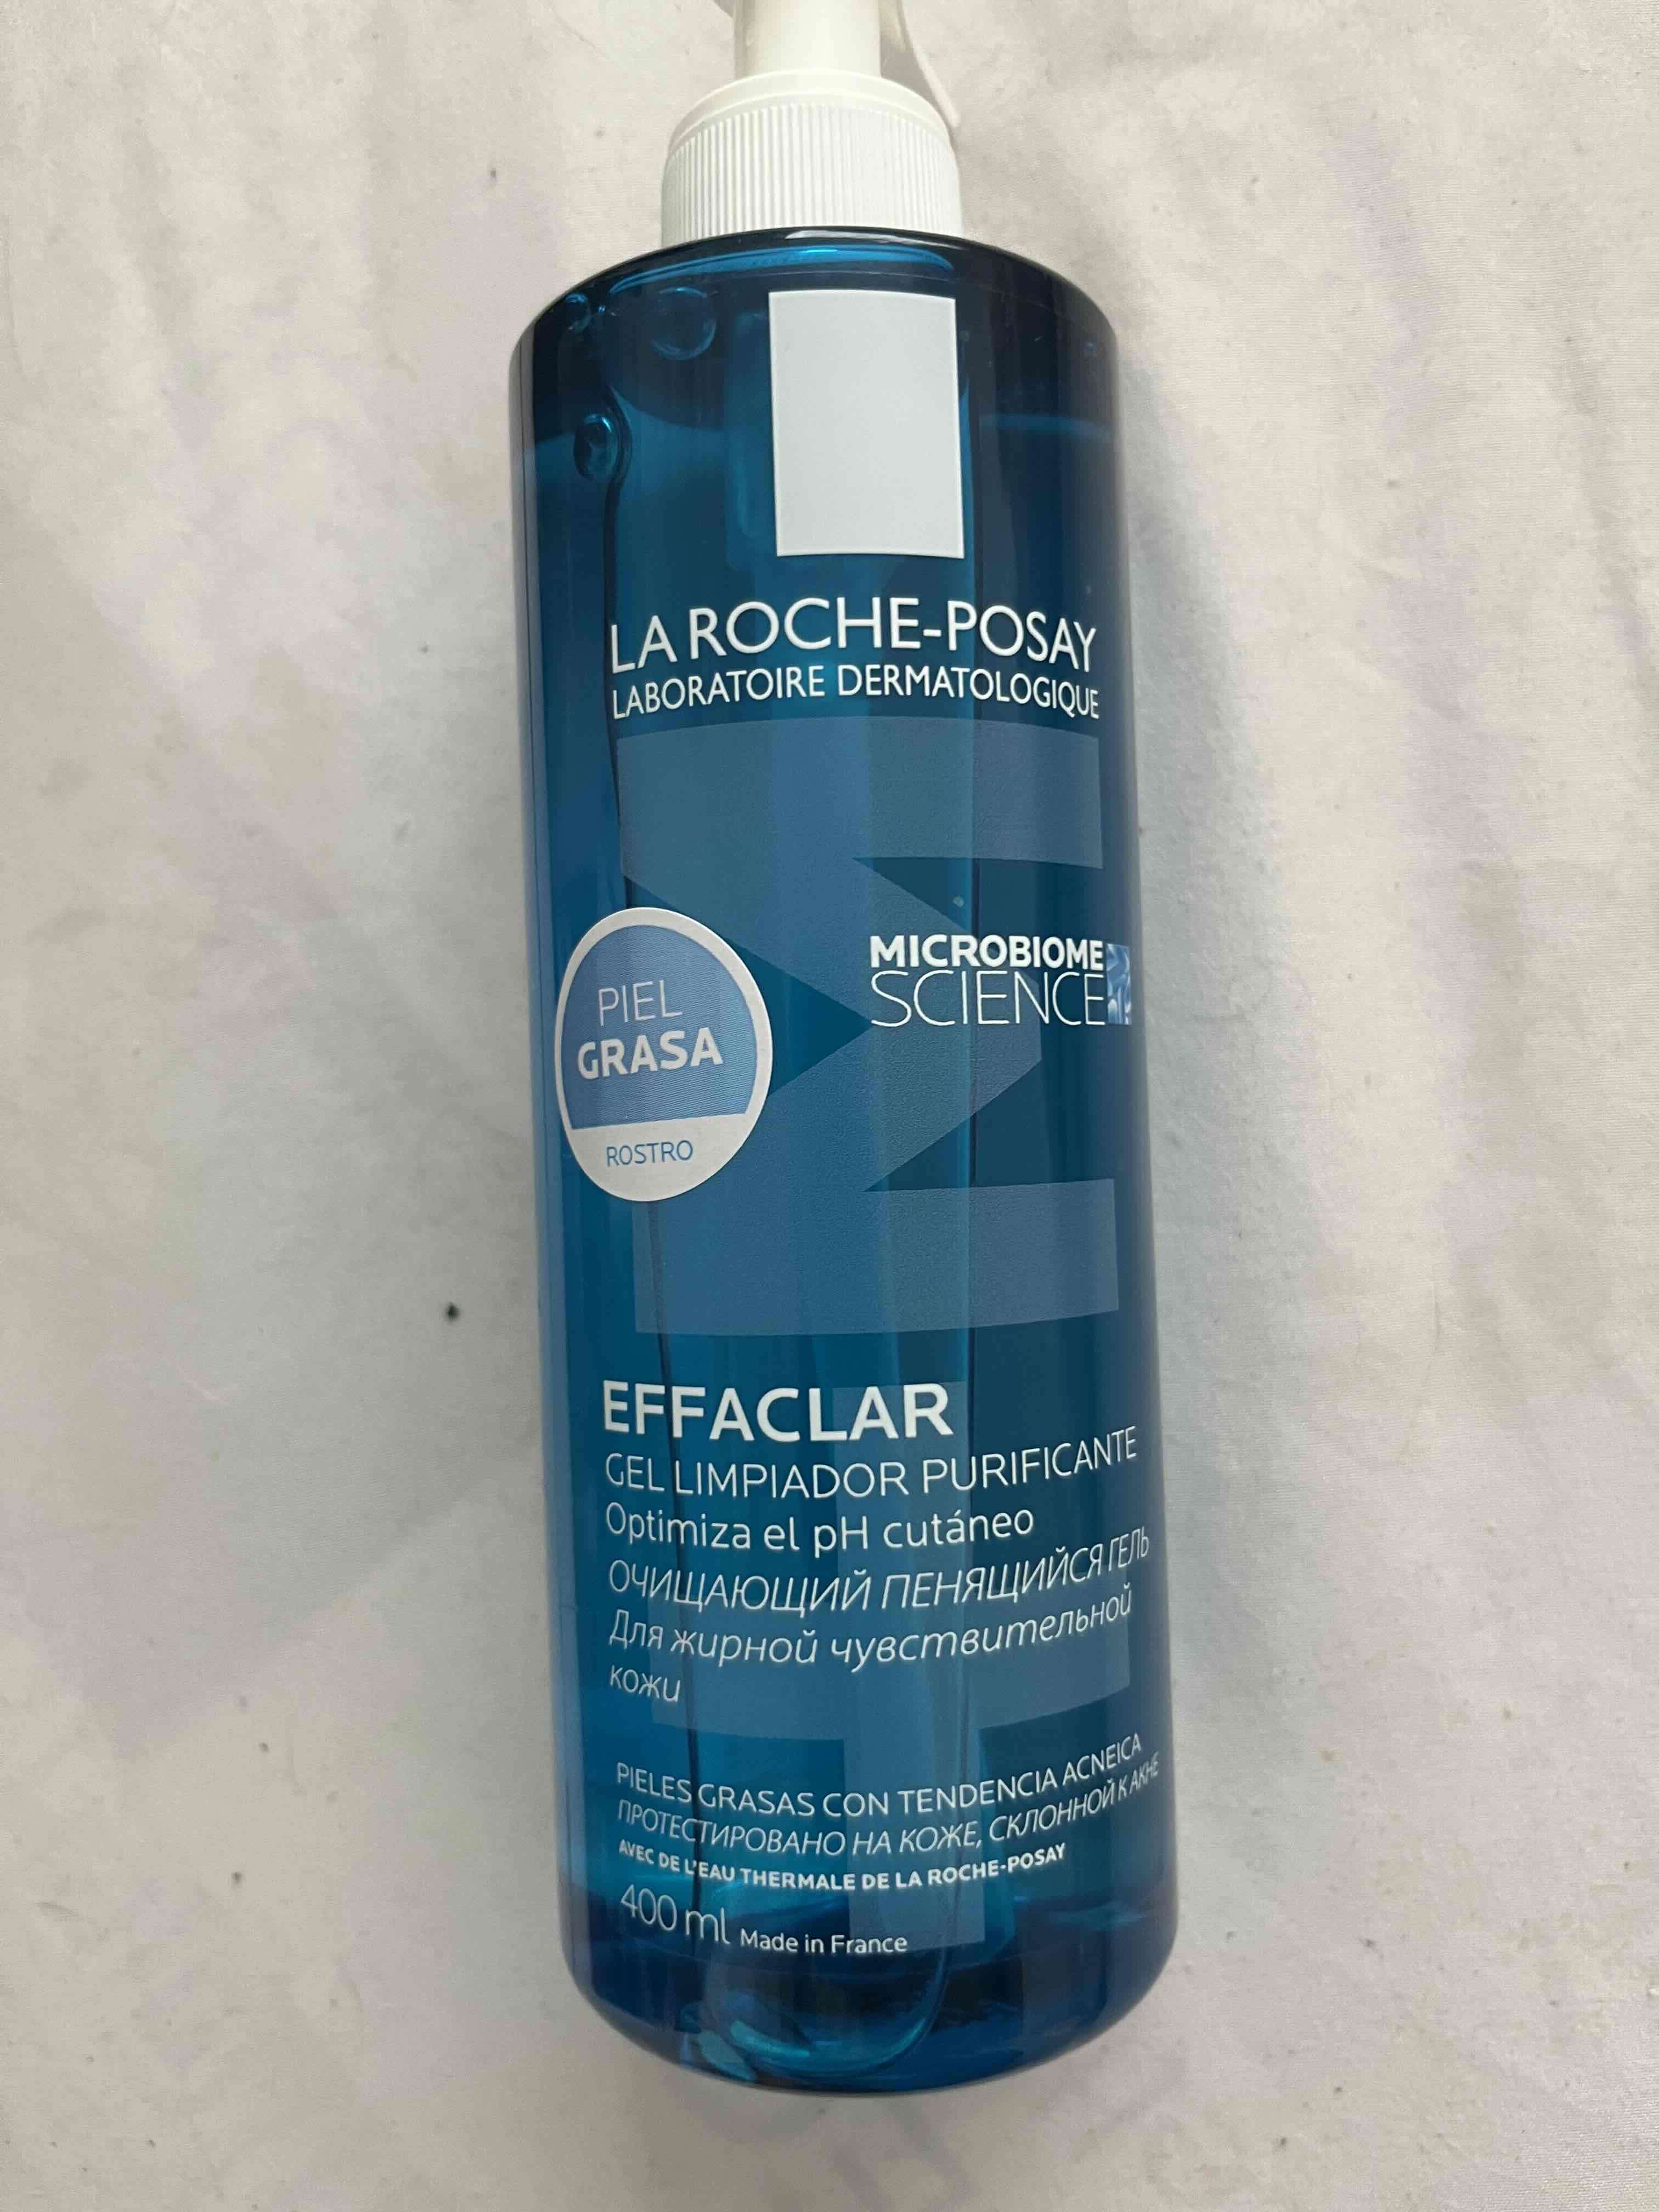 LA ROCHE-POSAY
LABORATOIRE DERMATOLOGIQUE
MICROBIOME
SCIENCE
PIEL
GRASA
ROSTRO
EFFACLAR
GEL LIMPIADOR PURIFICANTE
Optimiza el pH cutáneo
ОЧИЩАЮЩИЙ ПЕНЯЩИЙСЯ ГЕЛЬ
Для жирной чувствительной
кожи
PIELES GRASAS CON TENDENCIA ACNEICA
ПРОТЕСТИРОВАНО НА КОЖЕ, СКЛОННОЙ К АКНЕ
AVEC DE L'EAU THERMALE DE LA ROCHE-POSAY
400 ml Made in France